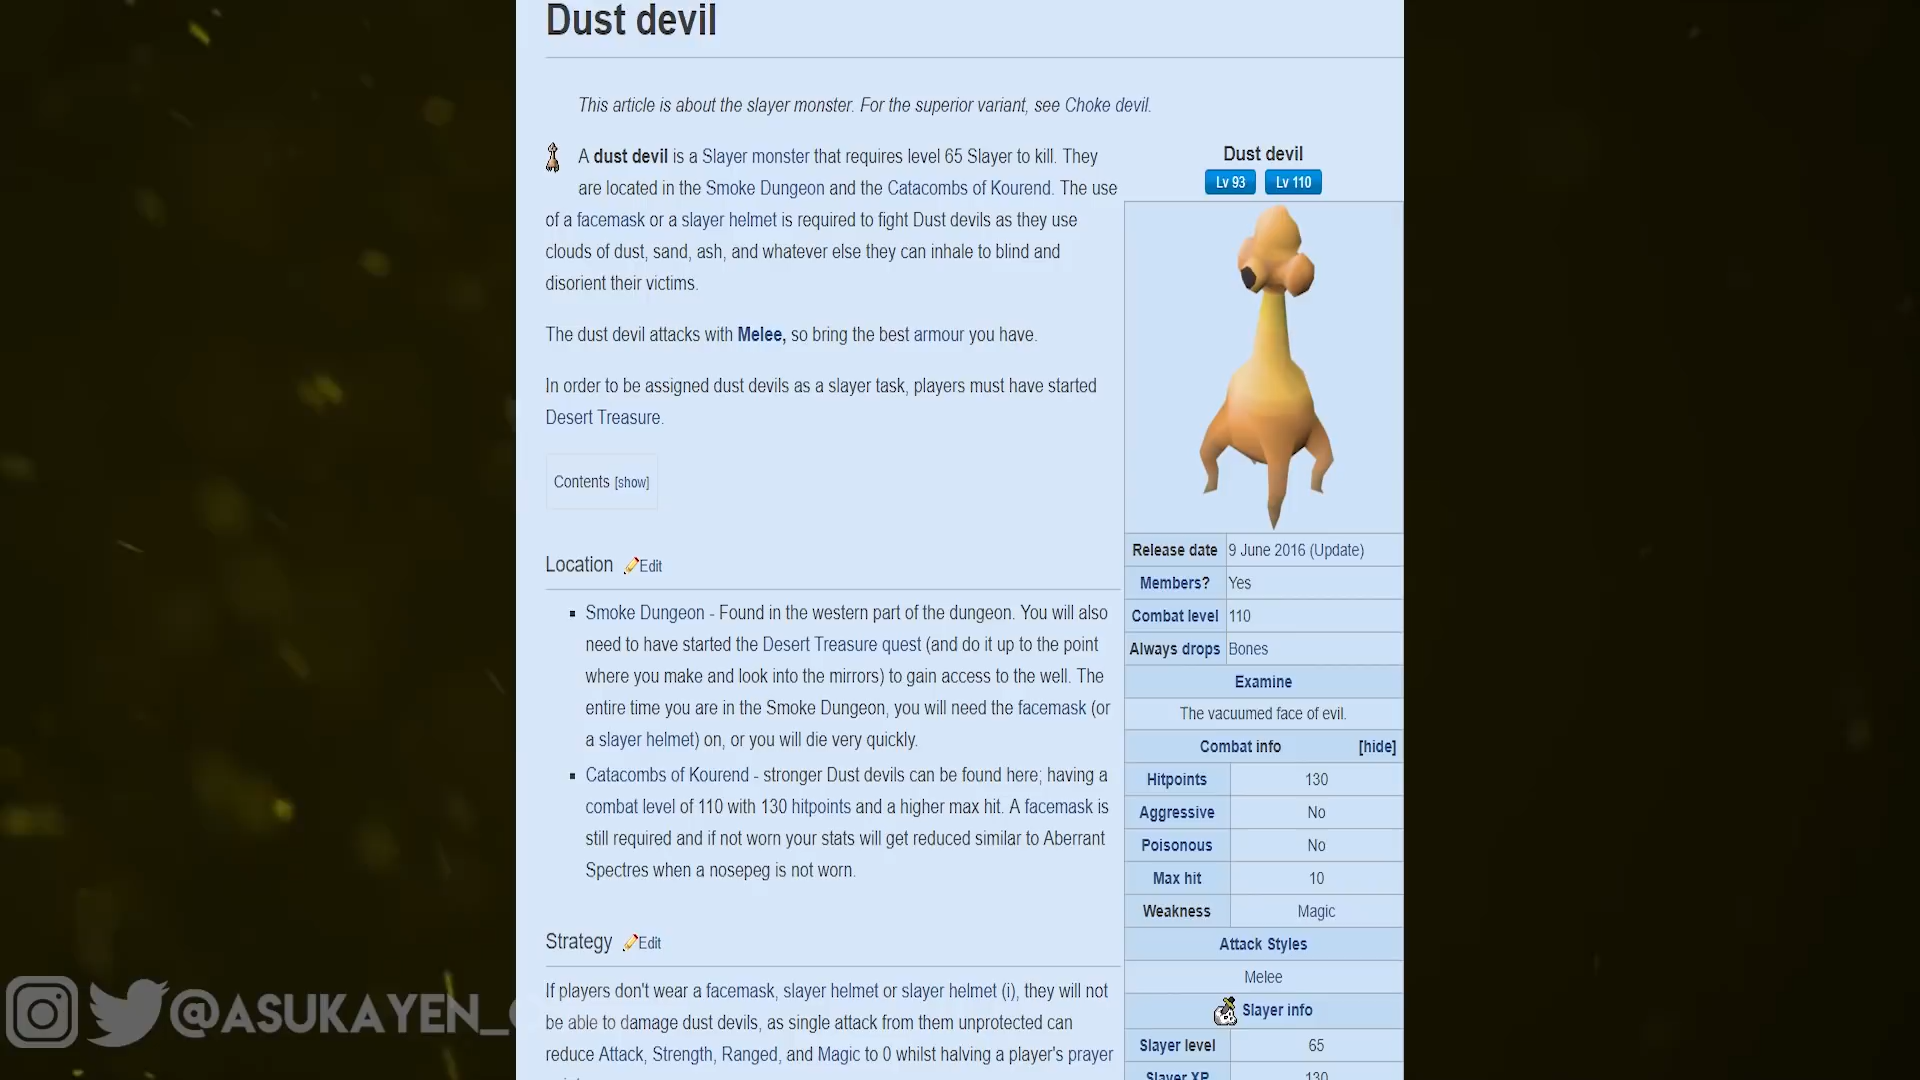 Dust devil
This article is about the slayer monster. For the superior variant, see Choke devil.
A dust devil is a Slayer monster that requires level 65 Slayer to kill. They
are located in the Smoke Dungeon and the Catacombs of Kourend. The use
of a facemask or a slayer helmet is required to fight Dust devils as they use
clouds of dust, sand, ash, and whatever else they can inhale to blind and
disorient their victims.
The dust devil attacks with Melee, so bring the best armour you have.
In order to be assigned dust devils as a slayer task, players must have started
Desert Treasure.
Contents [show]
Location Edit
Smoke Dungeon - Found in the western part of the dungeon. You will also
need to have started the Desert Treasure quest (and do it up to the point
where you make and look into the mirrors) to gain access to the well. The
entire time you are in the Smoke Dungeon, you will need the facemask (or
a slayer helmet) on, or you will die very quickly.
Catacombs of Kourend - stronger Dust devils can be found here; having a
combat level of 110 with 130 hitpoints and a higher max hit. A facemask is
still required and if not worn your stats will get reduced similar to Aberrant
Spectres when a nosepeg is not worn.
Strategy Edit
If players don't wear a facemask, slayer helmet or slayer helmet (i), they will not
be able to damage dust devils, as single attack from them unprotected can
reduce Attack, Strength, Ranged, and Magic to 0 whilst halving a player's prayer
Dust devil
Lv 93 Lv 110
Release date 9 June 2016 (Update)
Members? Yes
Combat level 110
Always drops Bones
Examine
The vacuumed face of evil.
Combat info [hide]
Hitpoints 130
Aggressive No
Poisonous No
Max hit 10
Weakness Magic
Attack Styles
Melee
Slayer info
Slayer level 65
Slayer XP 130
@ASUKAYEN_